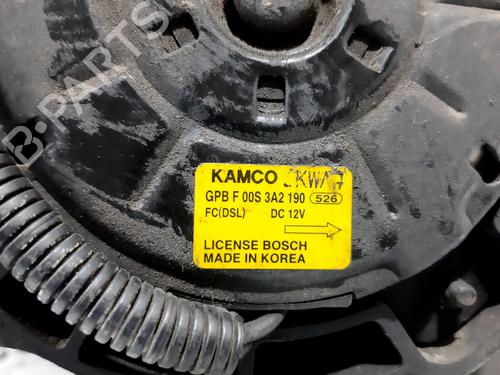 KAMCO
GPB F 00S 3A2 190 526
FC(DSL) DC 12V
LICENSE BOSCH
MADE IN KOREA
B-PARTS